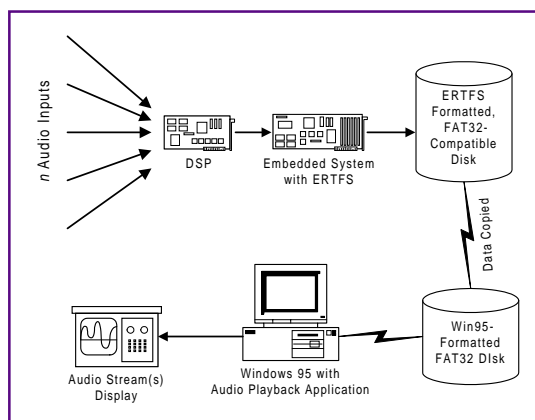 n Audio Inputs
DSP
Embedded System
with ERTFS
ERTFS
Formatted,
FAT32-
Compatible
Disk
Data Copied
Win95-
Formatted
FAT32 DIsk
Windows 95 with
Audio Playback Application
Audio Stream(s)
Display